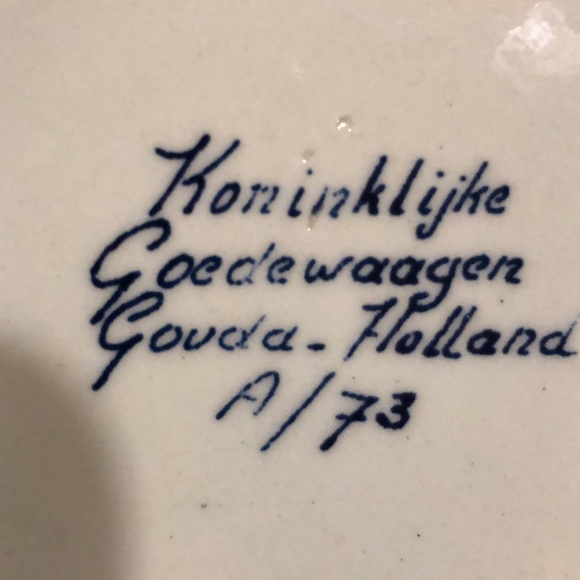 Koninklijke
Goedewaagen
Gouda - Holland
A/73